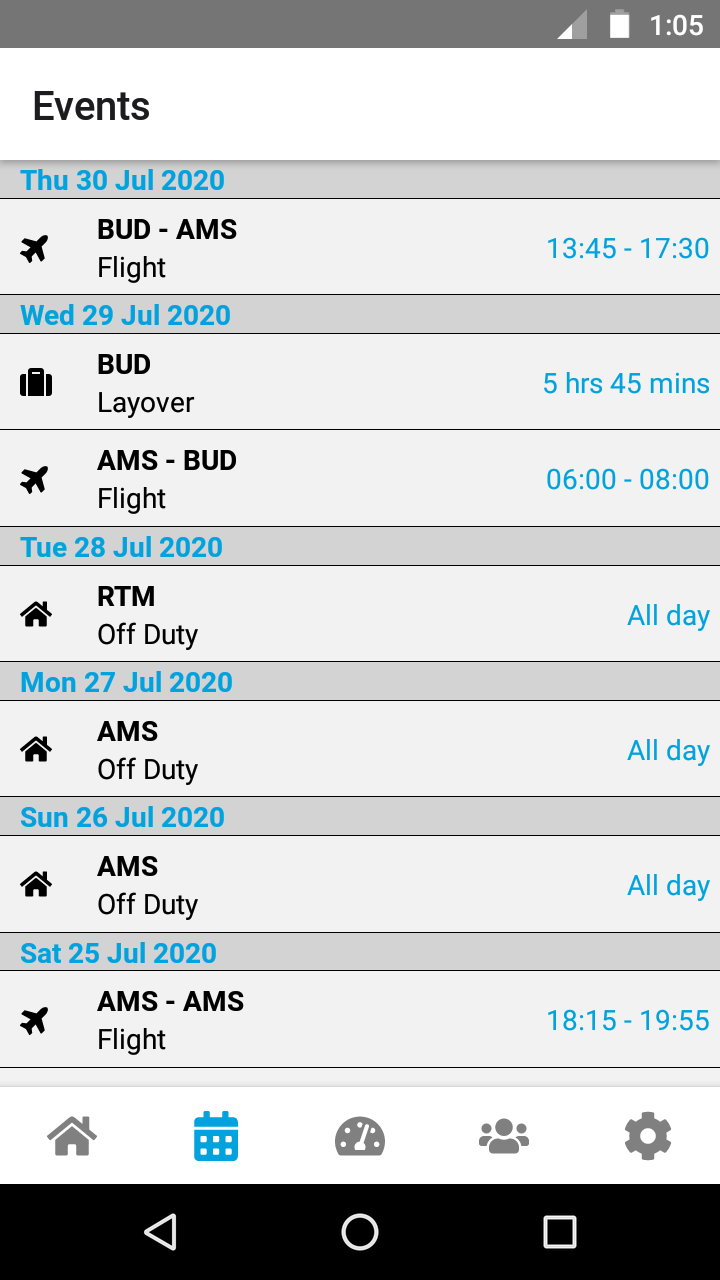 1:05
Events
Thu 30 Jul 2020
BUD - AMS
Flight
13:45 - 17:30
Wed 29 Jul 2020
BUD
Layover
5 hrs 45 mins
AMS - BUD
Flight
06:00 - 08:00
Tue 28 Jul 2020
RTM
Off Duty
All day
Mon 27 Jul 2020
AMS
Off Duty
All day
Sun 26 Jul 2020
AMS
Off Duty
All day
Sat 25 Jul 2020
AMS - AMS
Flight
18:15 - 19:55